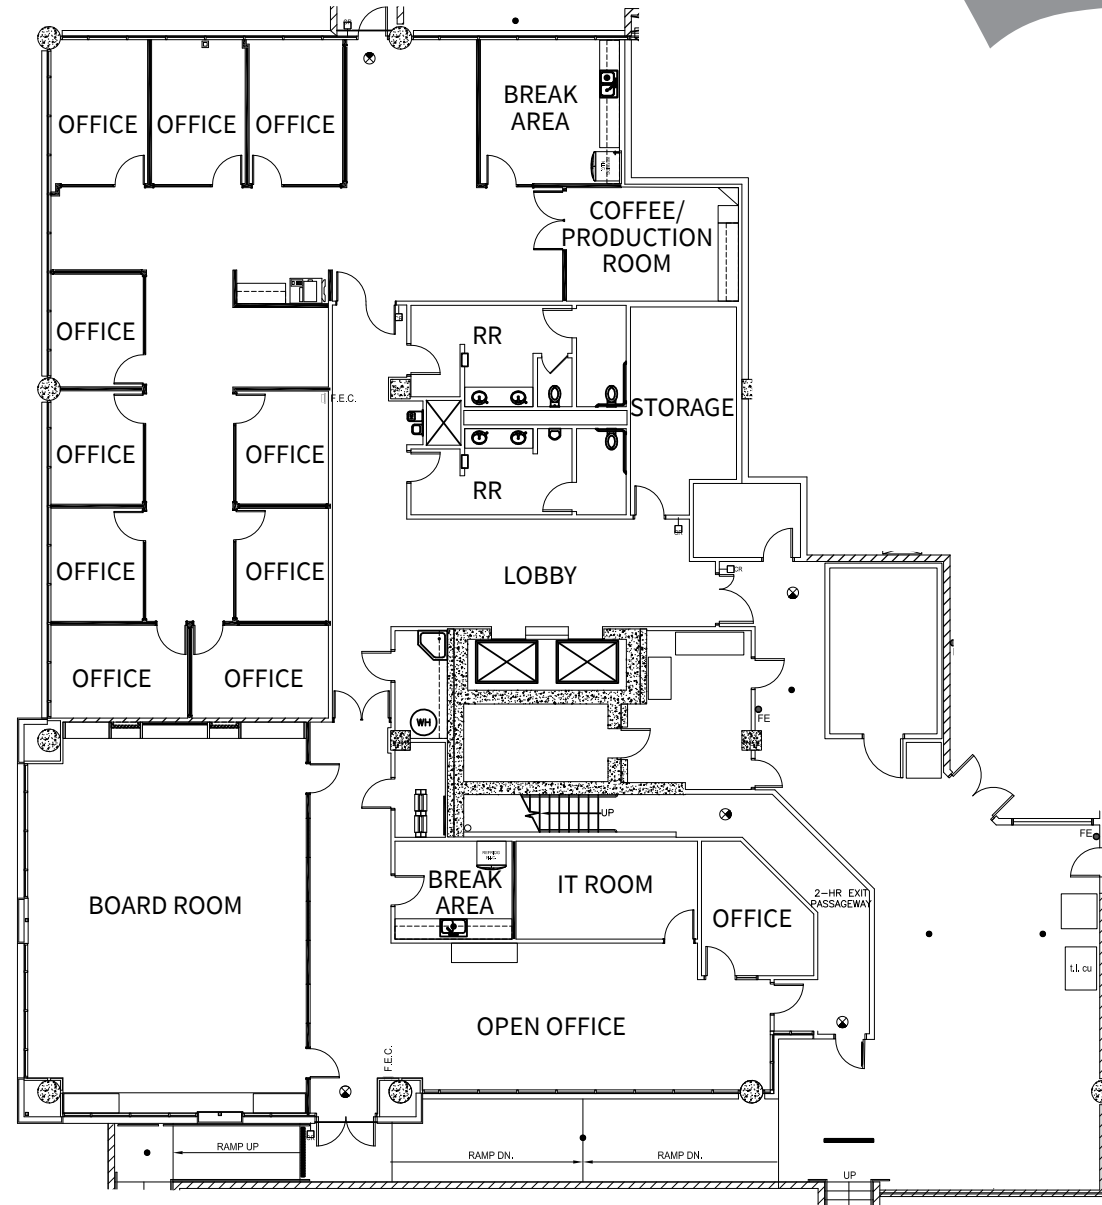 BREAK
AREA
OFFICE
OFFICE
OFFICE
COFFEE/
PRODUCTION
ROOM
OFFICE
RR
F.E.C.
STORAGE
OFFICE
OFFICE
RR
OFFICE
OFFICE
LOBBY
CR
OFFICE
OFFICE
WH
FE
UP
FE
BREAK
AREA
IT ROOM
2-HR EXIT
PASSAGEWAY
BOARD ROOM
OFFICE
t.l. cu
OPEN OFFICE
F.E.C.
RAMP UP
RAMP DN.
RAMP DN.
UP